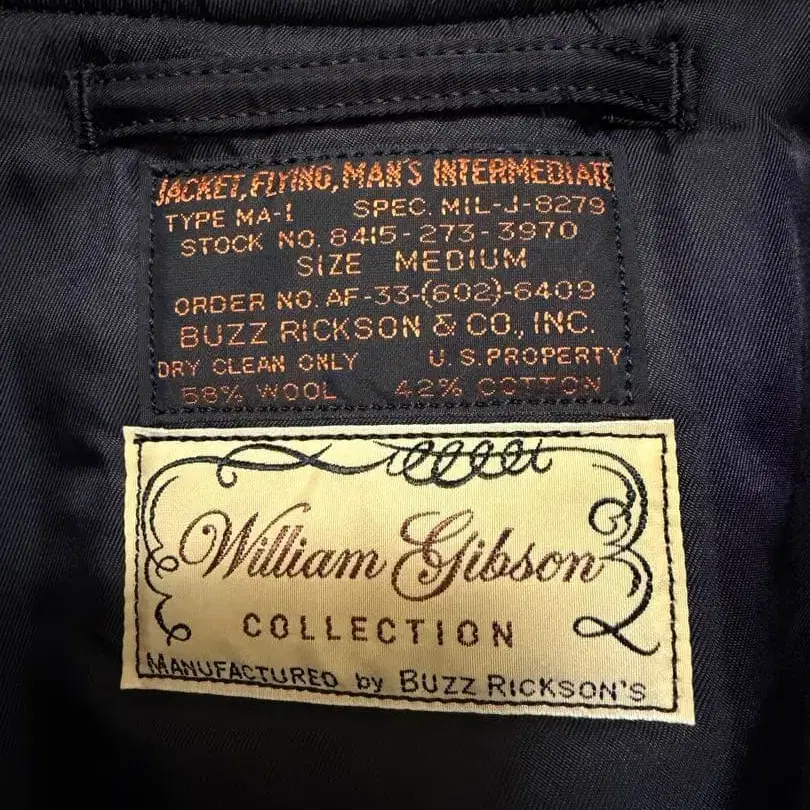 JACKET, FLYING, MAN'S INTERMEDIATE
TYPE MA-1 SPEC. MIL-J-8279
STOCK NO. 8415-273-3970
SIZE MEDIUM
ORDER NO. AF-33-(602)-6409
BUZZ RICKSON & CO., INC.
DRY CLEAN ONLY U.S. PROPERTY
58% WOOL 42% COTTON
William Gibson
COLLECTION
MANUFACTURED by BUZZ RICKSON'S